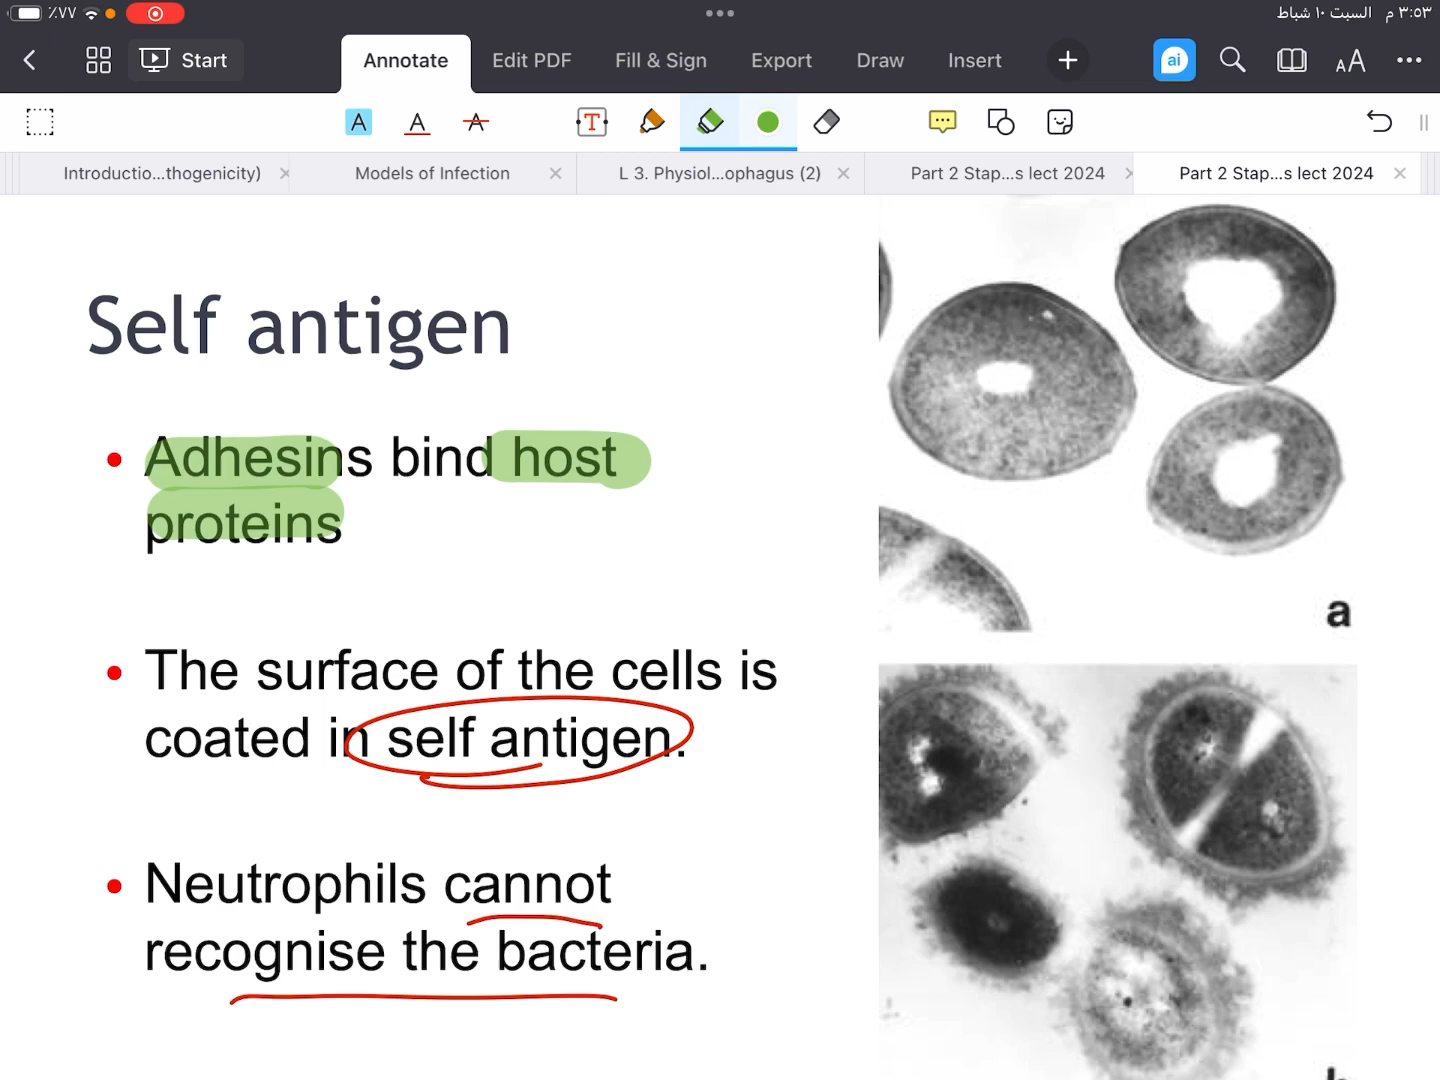 ٪٧٧
٣:٥٣ م السبت ١٠ شباط
Start
Annotate
Edit PDF
Fill & Sign
Export
Draw
Insert
ai
AA
A A A T
Introductio...thogenicity)
Models of Infection
L 3. Physiol...ophagus (2)
Part 2 Stap...s lect 2024
Part 2 Stap...s lect 2024
Self antigen
• Adhesins bind host
proteins
• The surface of the cells is
coated in self antigen.
• Neutrophils cannot
recognise the bacteria.
a